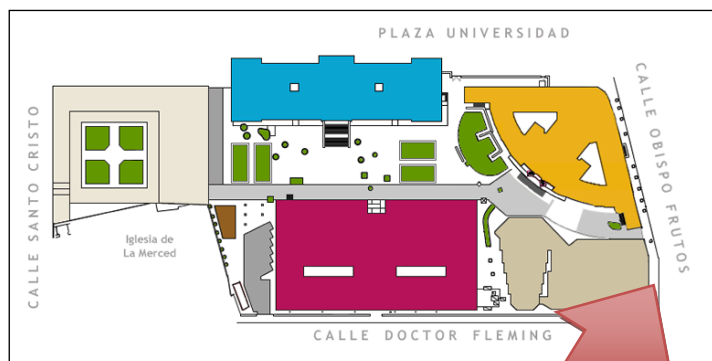 PLAZA UNIVERSIDAD
CALLE SANTO CRISTO
CALLE OBISPO FRUTOS
Iglesia de
La Merced
CALLE DOCTOR FLEMING